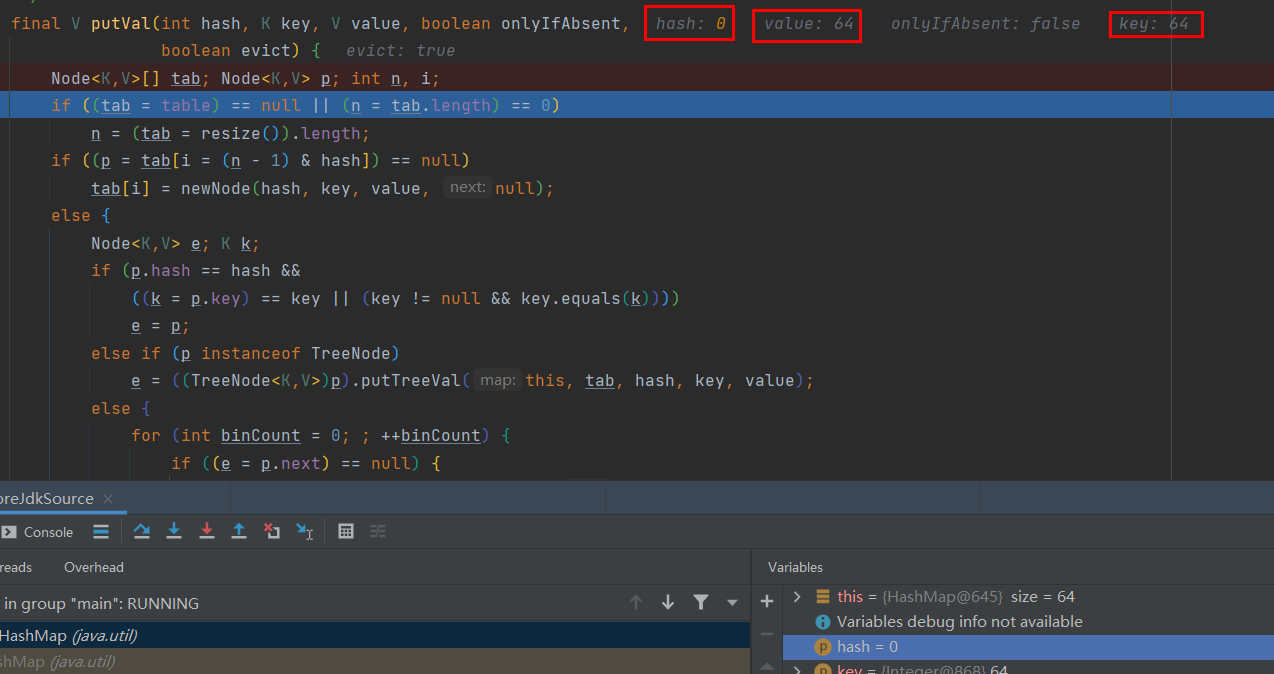 final V putVal(int hash, K key, V value, boolean onlyIfAbsent, hash: 0 value: 64 onlyIfAbsent: false key: 64
boolean evict) { evict: true
Node<K,V>[] tab; Node<K,V> p; int n, i;
if ((tab = table) == null || (n = tab.length) == 0)
n = (tab = resize()).length;
if ((p = tab[i = (n - 1) & hash]) == null)
tab[i] = newNode(hash, key, value, next: null);
else {
Node<K,V> e; K k;
if (p.hash == hash &&
((k = p.key) == key || (key != null && key.equals(k))))
e = p;
else if (p instanceof TreeNode)
e = ((TreeNode<K,V>)p).putTreeVal( map: this, tab, hash, key, value);
else {
for (int binCount = 0; ; ++binCount) {
if ((e = p.next) == null) {
oreJdkSource
Console
reads Overhead
Variables
in group "main": RUNNING
HashMap (java.util)
shMap (java.util)
this = {HashMap@645} size = 64
Variables debug info not available
hash = 0
key = {Integer@868} 64